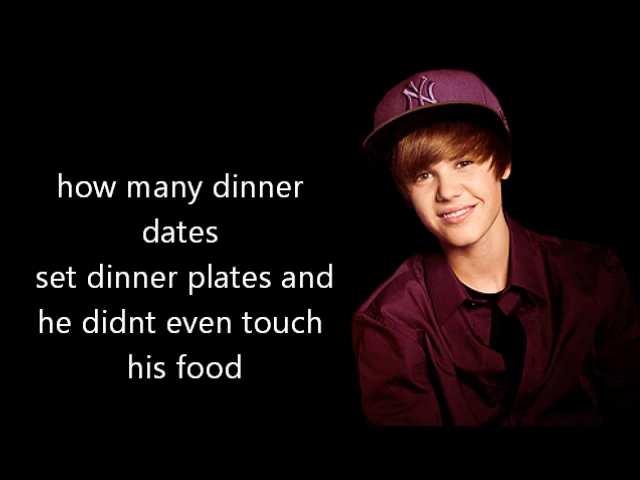 NY
how many dinner
dates
set dinner plates and
he didnt even touch
his food